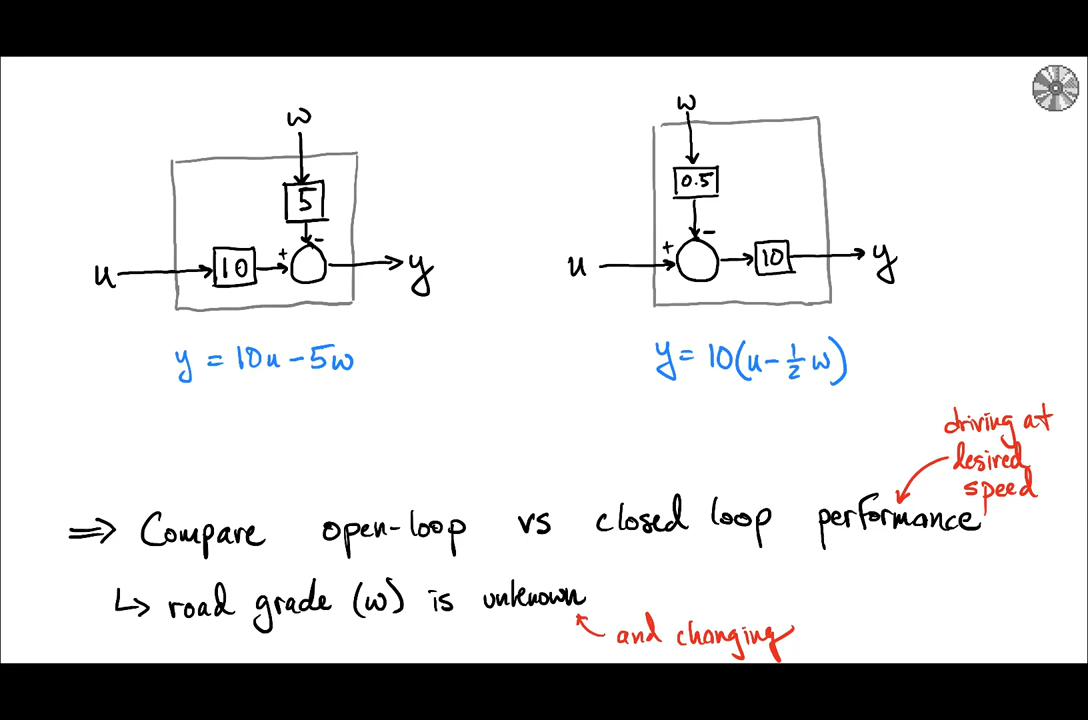 w
w
5
0.5
-
-
u
10
+
y
u
+
10
y
y = 10u - 5w
y = 10(u - 1/2 w)
driving at
desired
speed
⇒ Compare open-loop vs closed loop performance
↳ road grade (w) is unknown
and changing